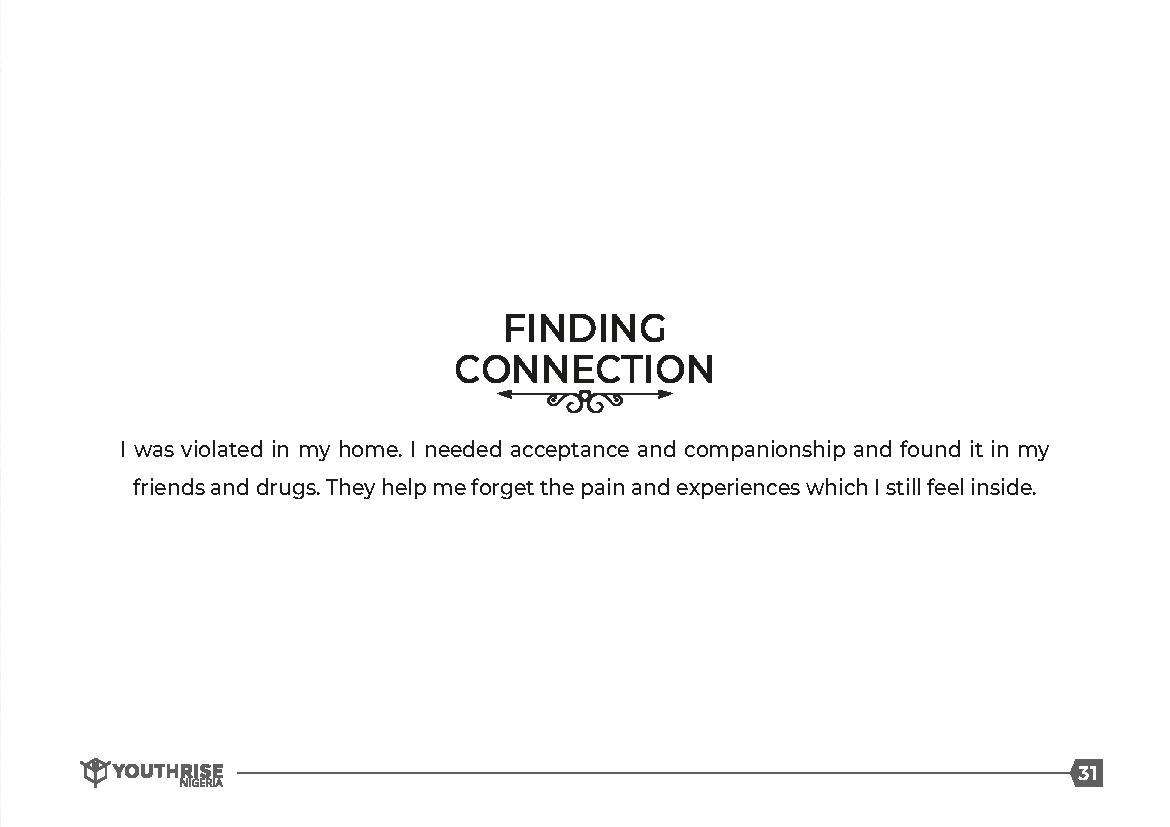 FINDING
CONNECTION
I was violated in my home. I needed acceptance and companionship and found it in my
friends and drugs. They help me forget the pain and experiences which I still feel inside.
YOUTHRISE
NIGERIA
31